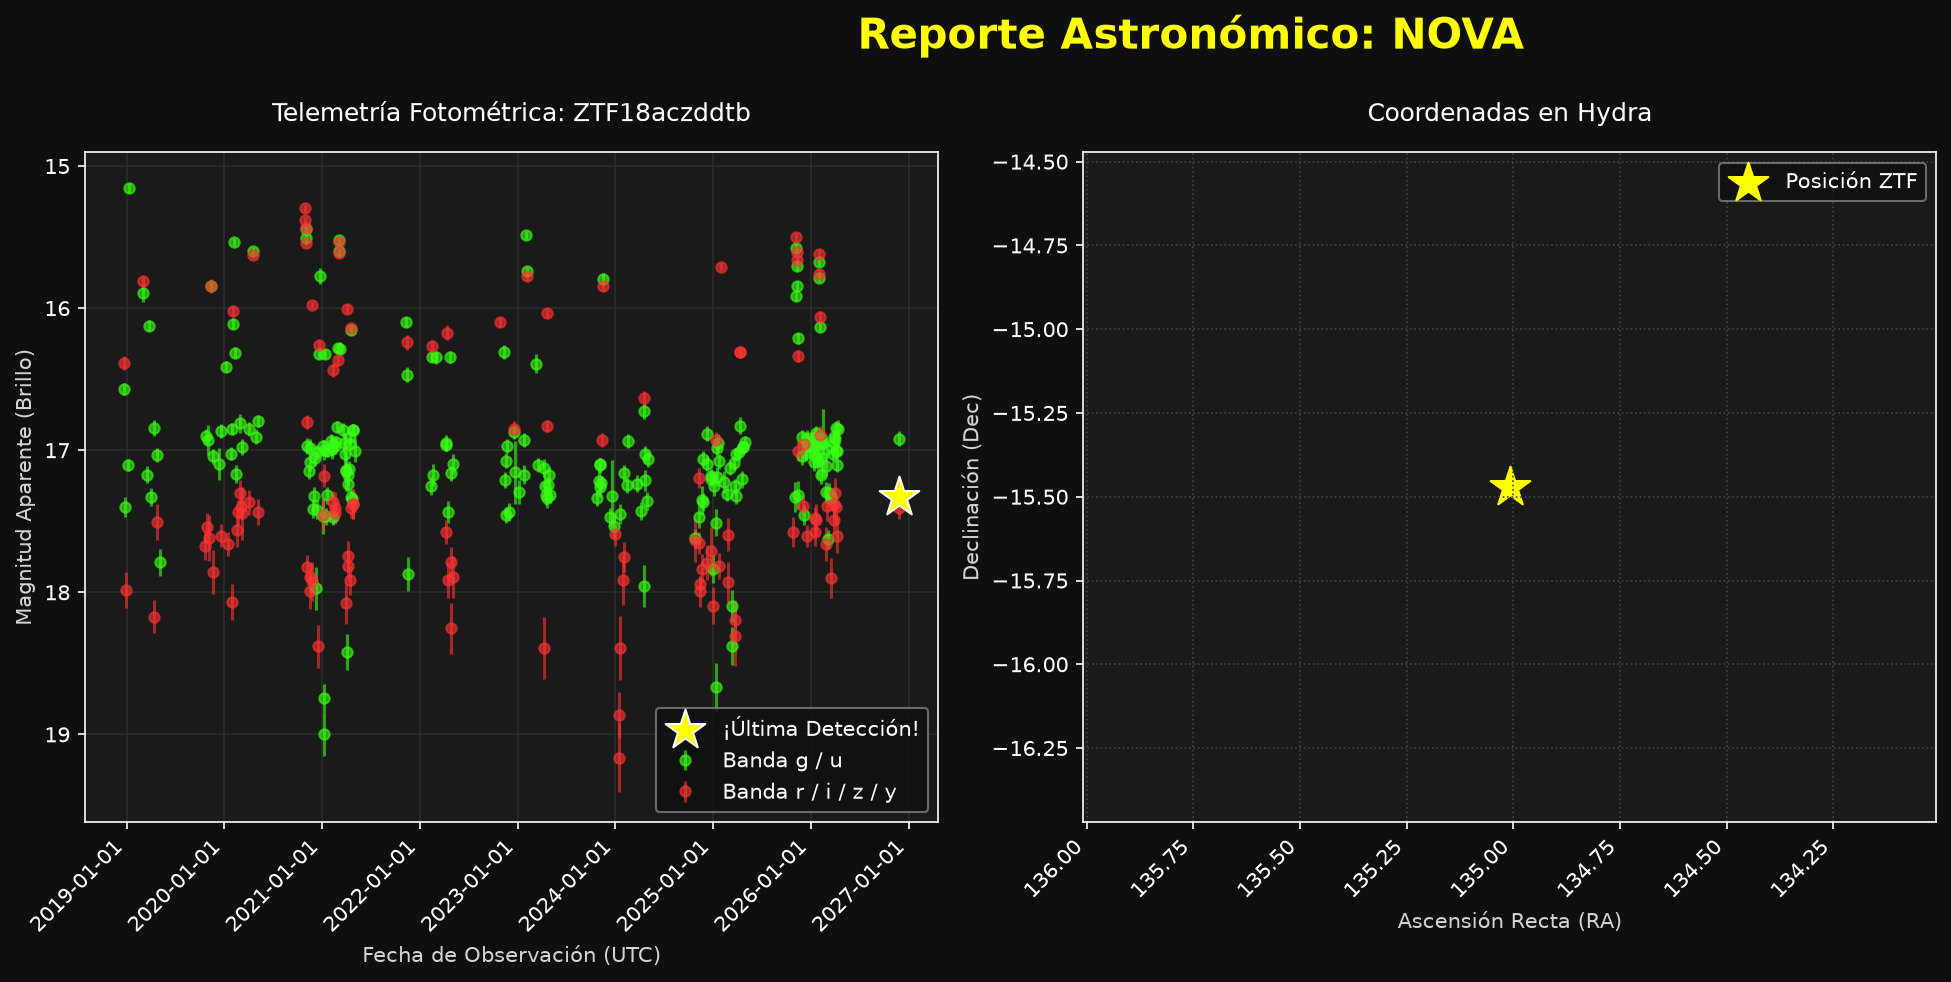 Reporte Astronómico: NOVA
Telemetría Fotométrica: ZTF18aczddtb
Magnitud Aparente (Brillo)
15
16
17
18
19
¡Última Detección!
Banda g / u
Banda r / i / z / y
2019-01-01
2020-01-01
2021-01-01
2022-01-01
2023-01-01
2024-01-01
2025-01-01
2026-01-01
2027-01-01
Fecha de Observación (UTC)
Coordenadas en Hydra
Declinación (Dec)
−14.50
−14.75
−15.00
−15.25
−15.50
−15.75
−16.00
−16.25
Posición ZTF
136.00
135.75
135.50
135.25
135.00
134.75
134.50
134.25
Ascensión Recta (RA)